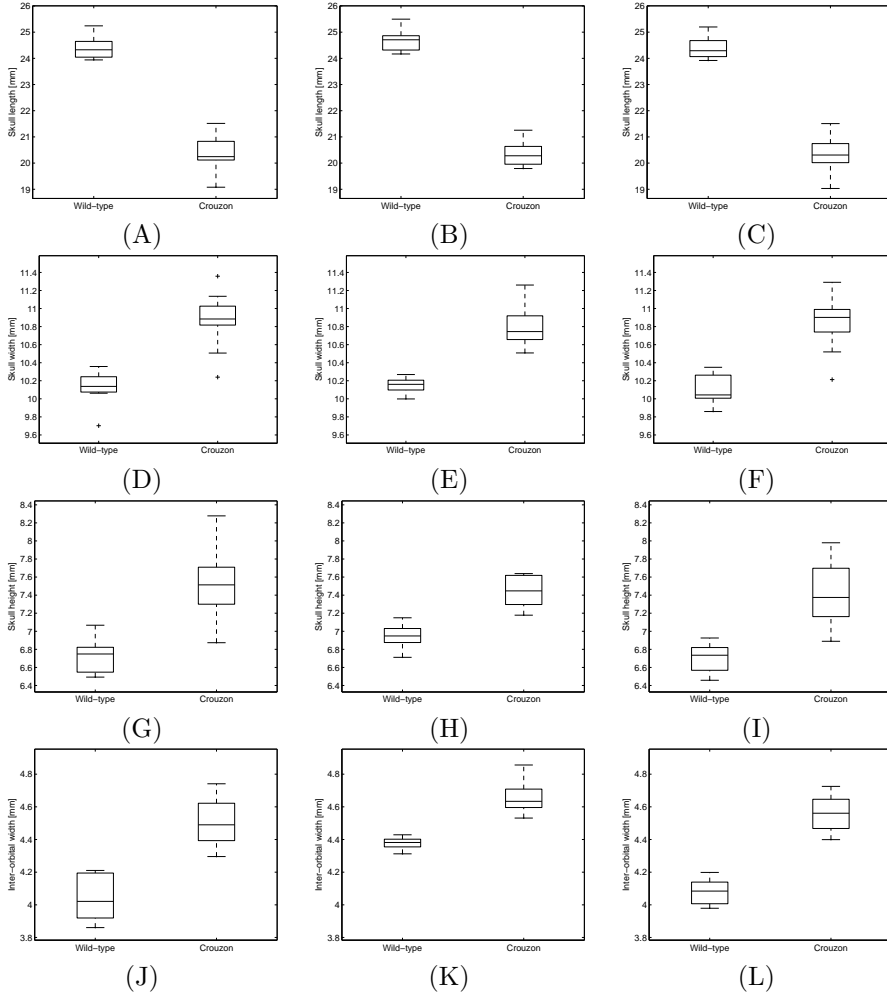 26
25
24
23
22
21
20
19
Skull length [mm]
Wild−type
Crouzon
(A)
26
25
24
23
22
21
20
19
Skull length [mm]
Wild−type
Crouzon
(B)
26
25
24
23
22
21
20
19
Skull length [mm]
Wild−type
Crouzon
(C)
11.4
11.2
11
10.8
10.6
10.4
10.2
10
9.8
9.6
Skull width [mm]
Wild−type
Crouzon
(D)
11.4
11.2
11
10.8
10.6
10.4
10.2
10
9.8
9.6
Skull width [mm]
Wild−type
Crouzon
(E)
11.4
11.2
11
10.8
10.6
10.4
10.2
10
9.8
9.6
Skull width [mm]
Wild−type
Crouzon
(F)
8.4
8.2
8
7.8
7.6
7.4
7.2
7
6.8
6.6
6.4
Skull height [mm]
Wild−type
Crouzon
(G)
8.4
8.2
8
7.8
7.6
7.4
7.2
7
6.8
6.6
6.4
Skull height [mm]
Wild−type
Crouzon
(H)
8.4
8.2
8
7.8
7.6
7.4
7.2
7
6.8
6.6
6.4
Skull height [mm]
Wild−type
Crouzon
(I)
4.8
4.6
4.4
4.2
4
3.8
Inter−orbital width [mm]
Wild−type
Crouzon
(J)
4.8
4.6
4.4
4.2
4
3.8
Inter−orbital width [mm]
Wild−type
Crouzon
(K)
4.8
4.6
4.4
4.2
4
3.8
Inter−orbital width [mm]
Wild−type
Crouzon
(L)